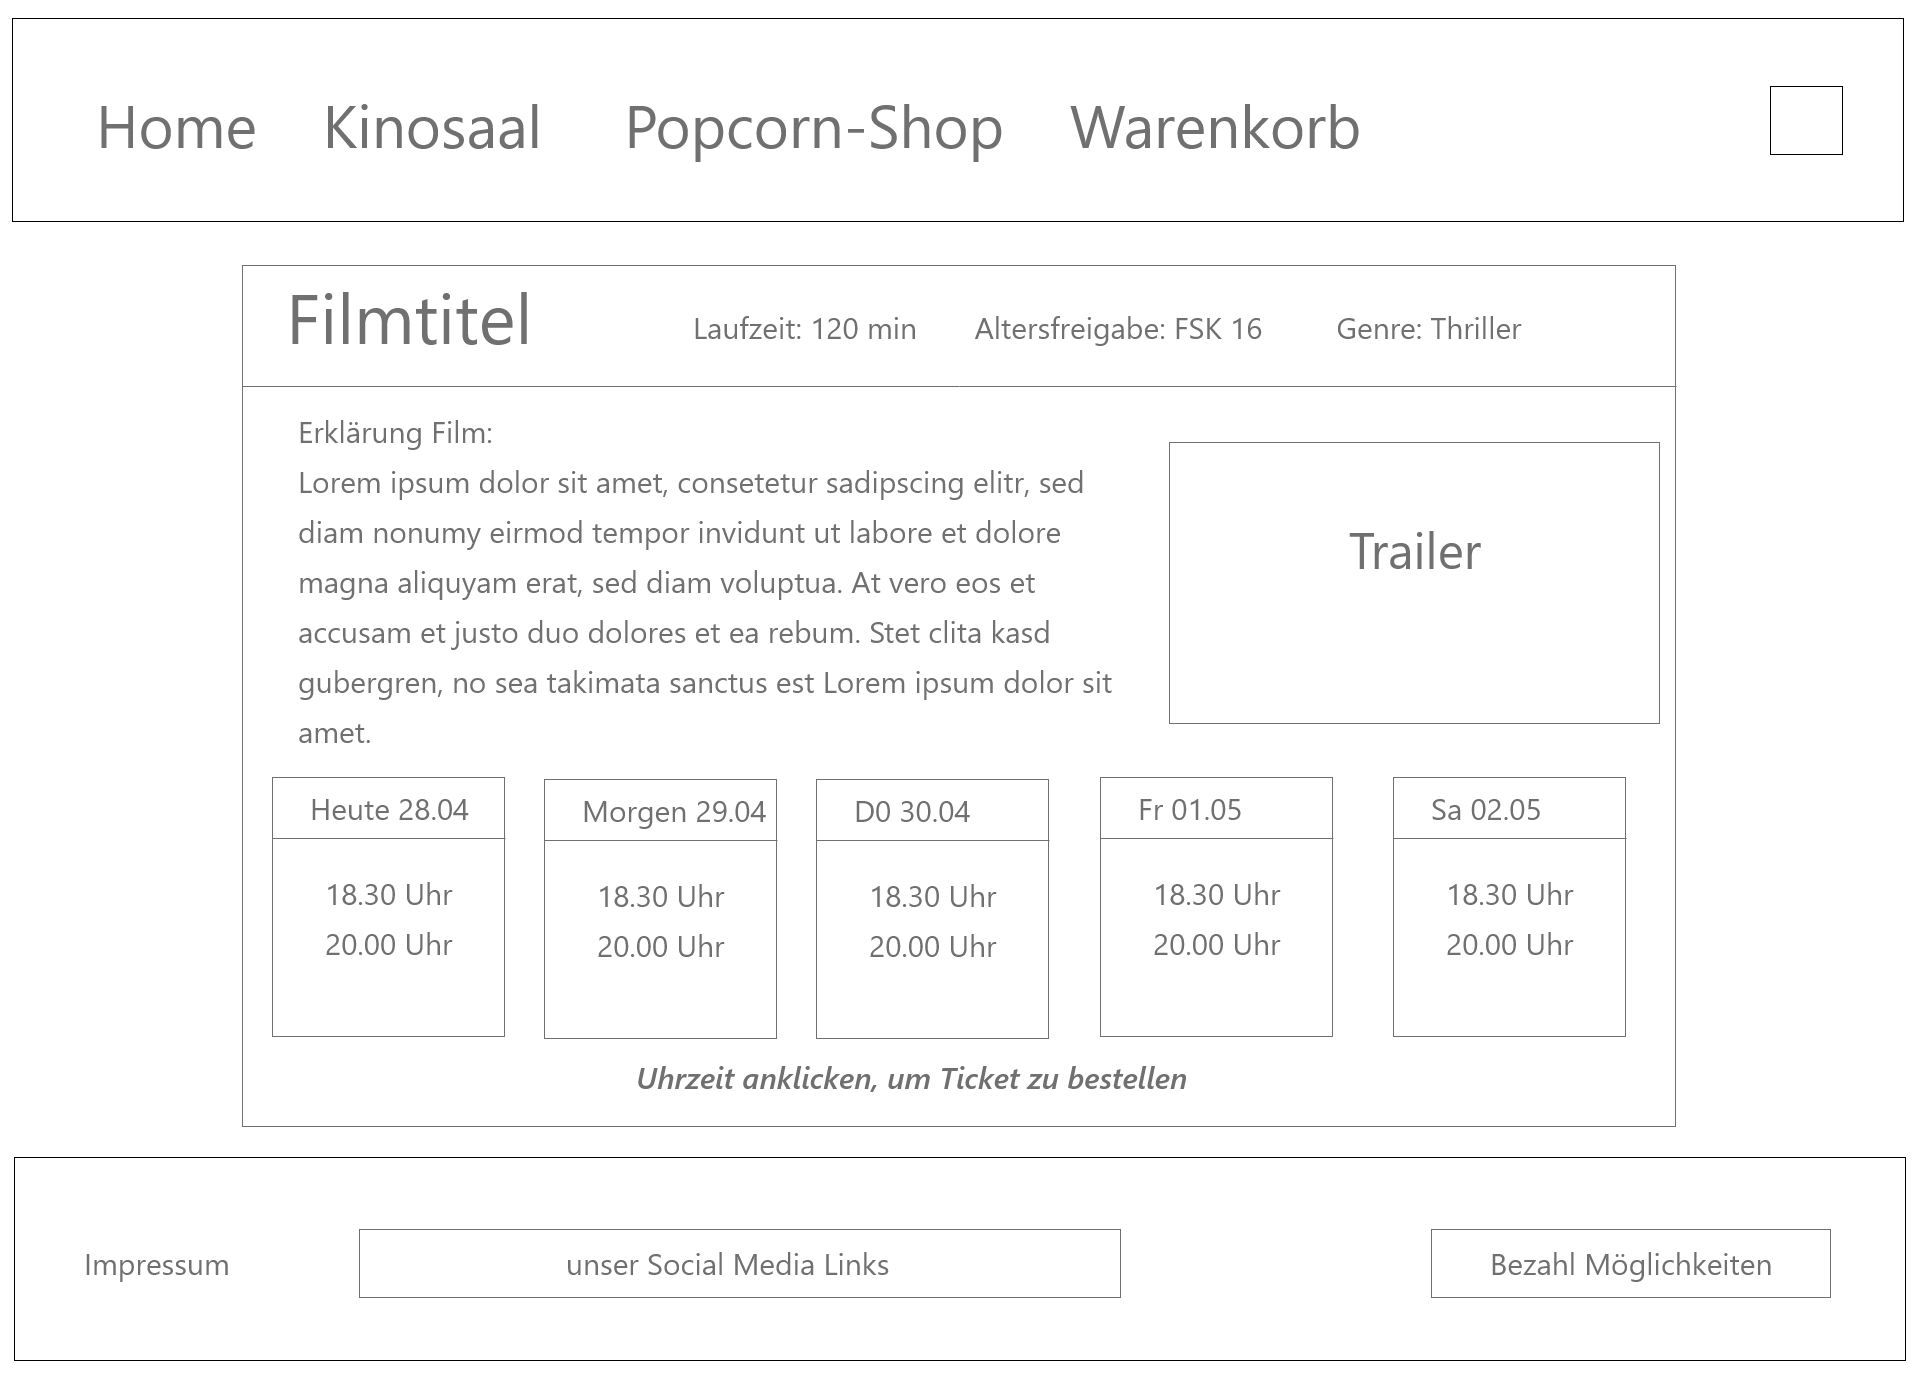 Home Kinosaal Popcorn-Shop Warenkorb
Filmtitel Laufzeit: 120 min Altersfreigabe: FSK 16 Genre: Thriller
Erklärung Film:
Lorem ipsum dolor sit amet, consetetur sadipscing elitr, sed
diam nonumy eirmod tempor invidunt ut labore et dolore
magna aliquyam erat, sed diam voluptua. At vero eos et
accusam et justo duo dolores et ea rebum. Stet clita kasd
gubergren, no sea takimata sanctus est Lorem ipsum dolor sit
amet.
Trailer
Heute 28.04
18.30 Uhr
20.00 Uhr
Morgen 29.04
18.30 Uhr
20.00 Uhr
D0 30.04
18.30 Uhr
20.00 Uhr
Fr 01.05
18.30 Uhr
20.00 Uhr
Sa 02.05
18.30 Uhr
20.00 Uhr
Uhrzeit anklicken, um Ticket zu bestellen
Impressum unser Social Media Links Bezahl Möglichkeiten